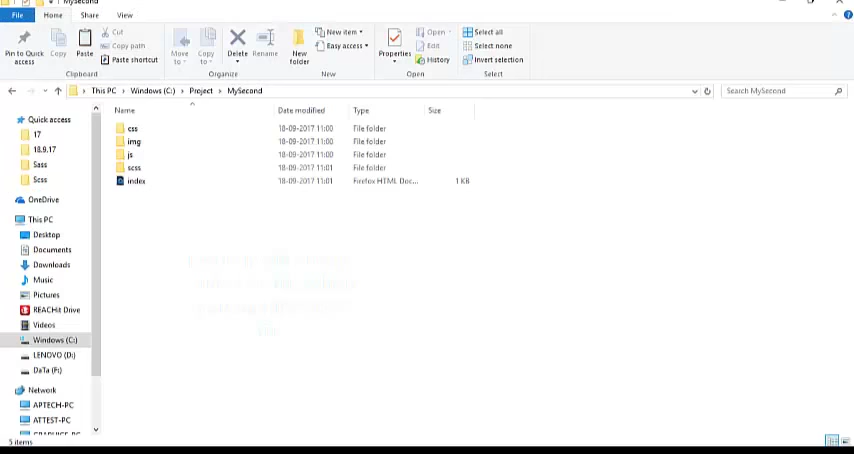 MySecond
File Home Share View
Pin to Quick access
Copy
Paste
Cut
Copy path
Paste shortcut
Clipboard
Move to
Copy to
Delete
Rename
Organize
New folder
New item
Easy access
New
Properties
Open
Edit
History
Open
Select all
Select none
Invert selection
Select
This PC Windows (C:) Project MySecond
Search MySecond
Name Date modified Type Size
css 18-09-2017 11:00 File folder
img 18-09-2017 11:00 File folder
js 18-09-2017 11:00 File folder
scss 18-09-2017 11:01 File folder
index 18-09-2017 11:01 Firefox HTML Doc... 1 KB
Quick access
17
18.9.17
Sass
Scss
OneDrive
This PC
Desktop
Documents
Downloads
Music
Pictures
REACHit Drive
Videos
Windows (C:)
LENOVO (D:)
DaTa (F:)
Network
APTECH-PC
ATTEST-PC
5 items